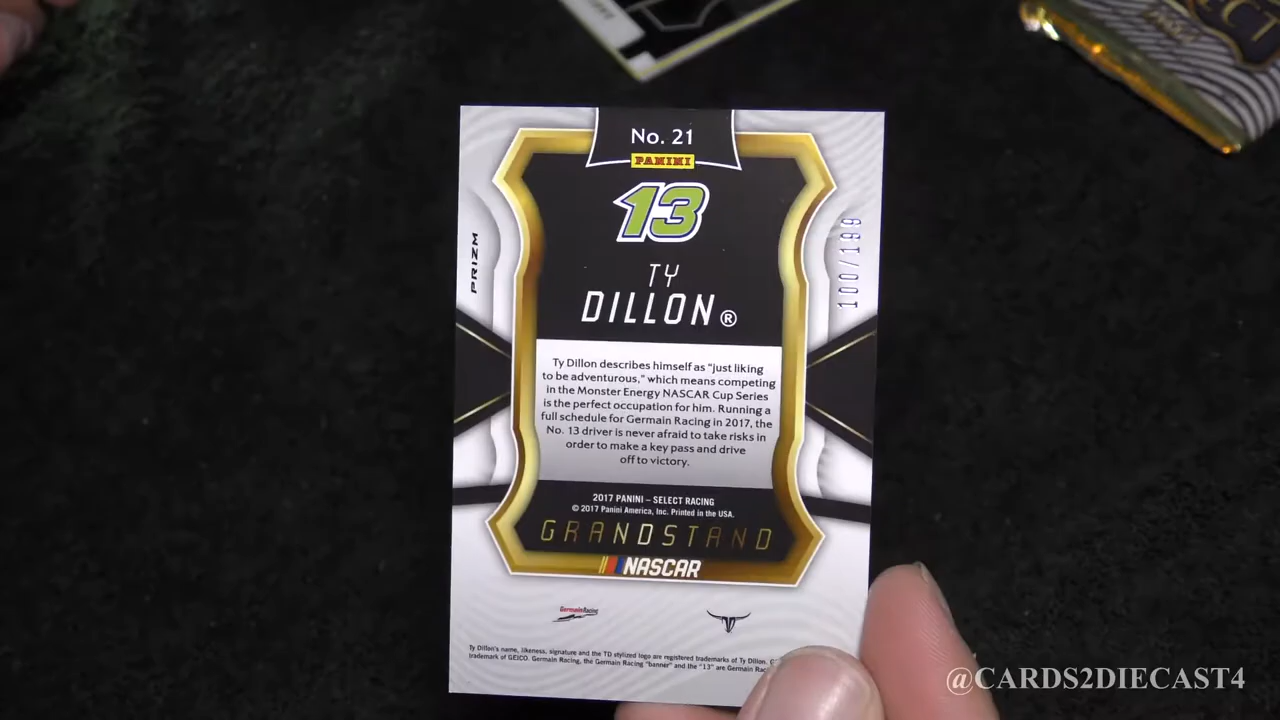 No. 21
PANINI
13
TY
DILLON®
PRIZM
100/199
Ty Dillon describes himself as "just liking
to be adventurous," which means competing
in the Monster Energy NASCAR Cup Series
is the perfect occupation for him. Running a
full schedule for Germain Racing in 2017, the
No. 13 driver is never afraid to take risks in
order to make a key pass and drive
off to victory.
2017 PANINI – SELECT RACING
© 2017 Panini America, Inc. Printed in the USA.
GRANDSTAND
NASCAR
GermainRacing
Ty Dillon's name, likeness, signature and the TD stylized logo are registered trademarks of Ty Dillon.
trademark of GEICO. Germain Racing, the Germain Racing "banner" and the "13" are Germain
@CARDS2DIECAST4